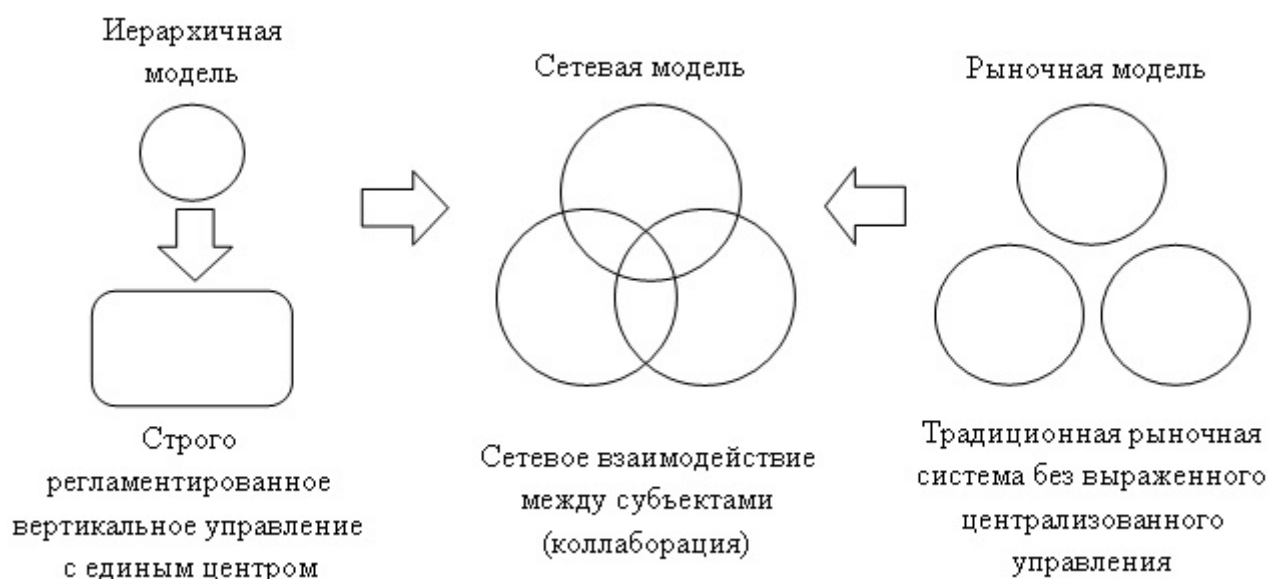 Иерархичная
модель
Сетевая модель
Рыночная модель
Строго
регламентированное
вертикальное управление
с единым центром
Сетевое взаимодействие
между субъектами
(коллаборация)
Традиционная рыночная
система без выраженного
централизованного
управления